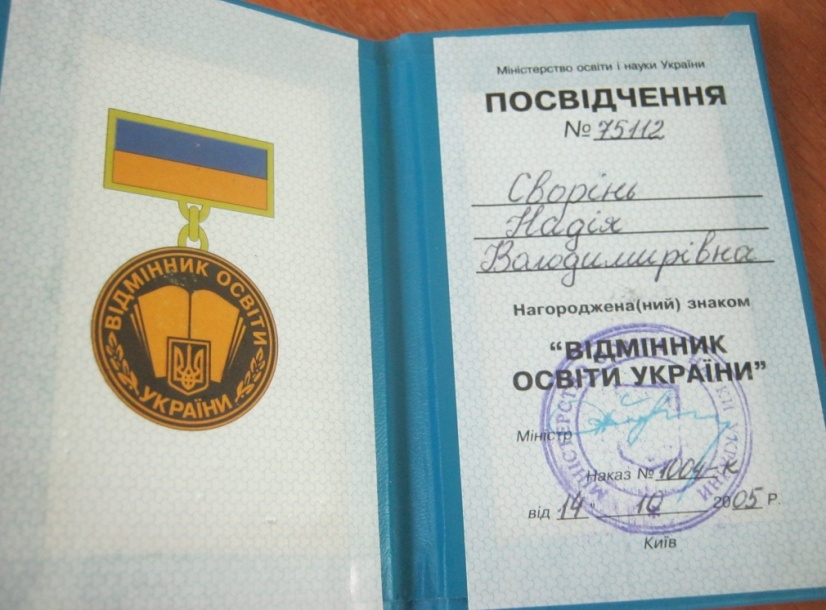 ВІДМІННИК ОСВІТИ
УКРАЇНИ
Міністерство освіти і науки України
ПОСВІДЧЕННЯ
№ 75112
Сворінь
Надія
Володимирівна
Нагороджена(ний) знаком
“ВІДМІННИК
ОСВІТИ УКРАЇНИ”
Міністр
Наказ № 1004-к
від 14 " 10 2005 р.
Київ